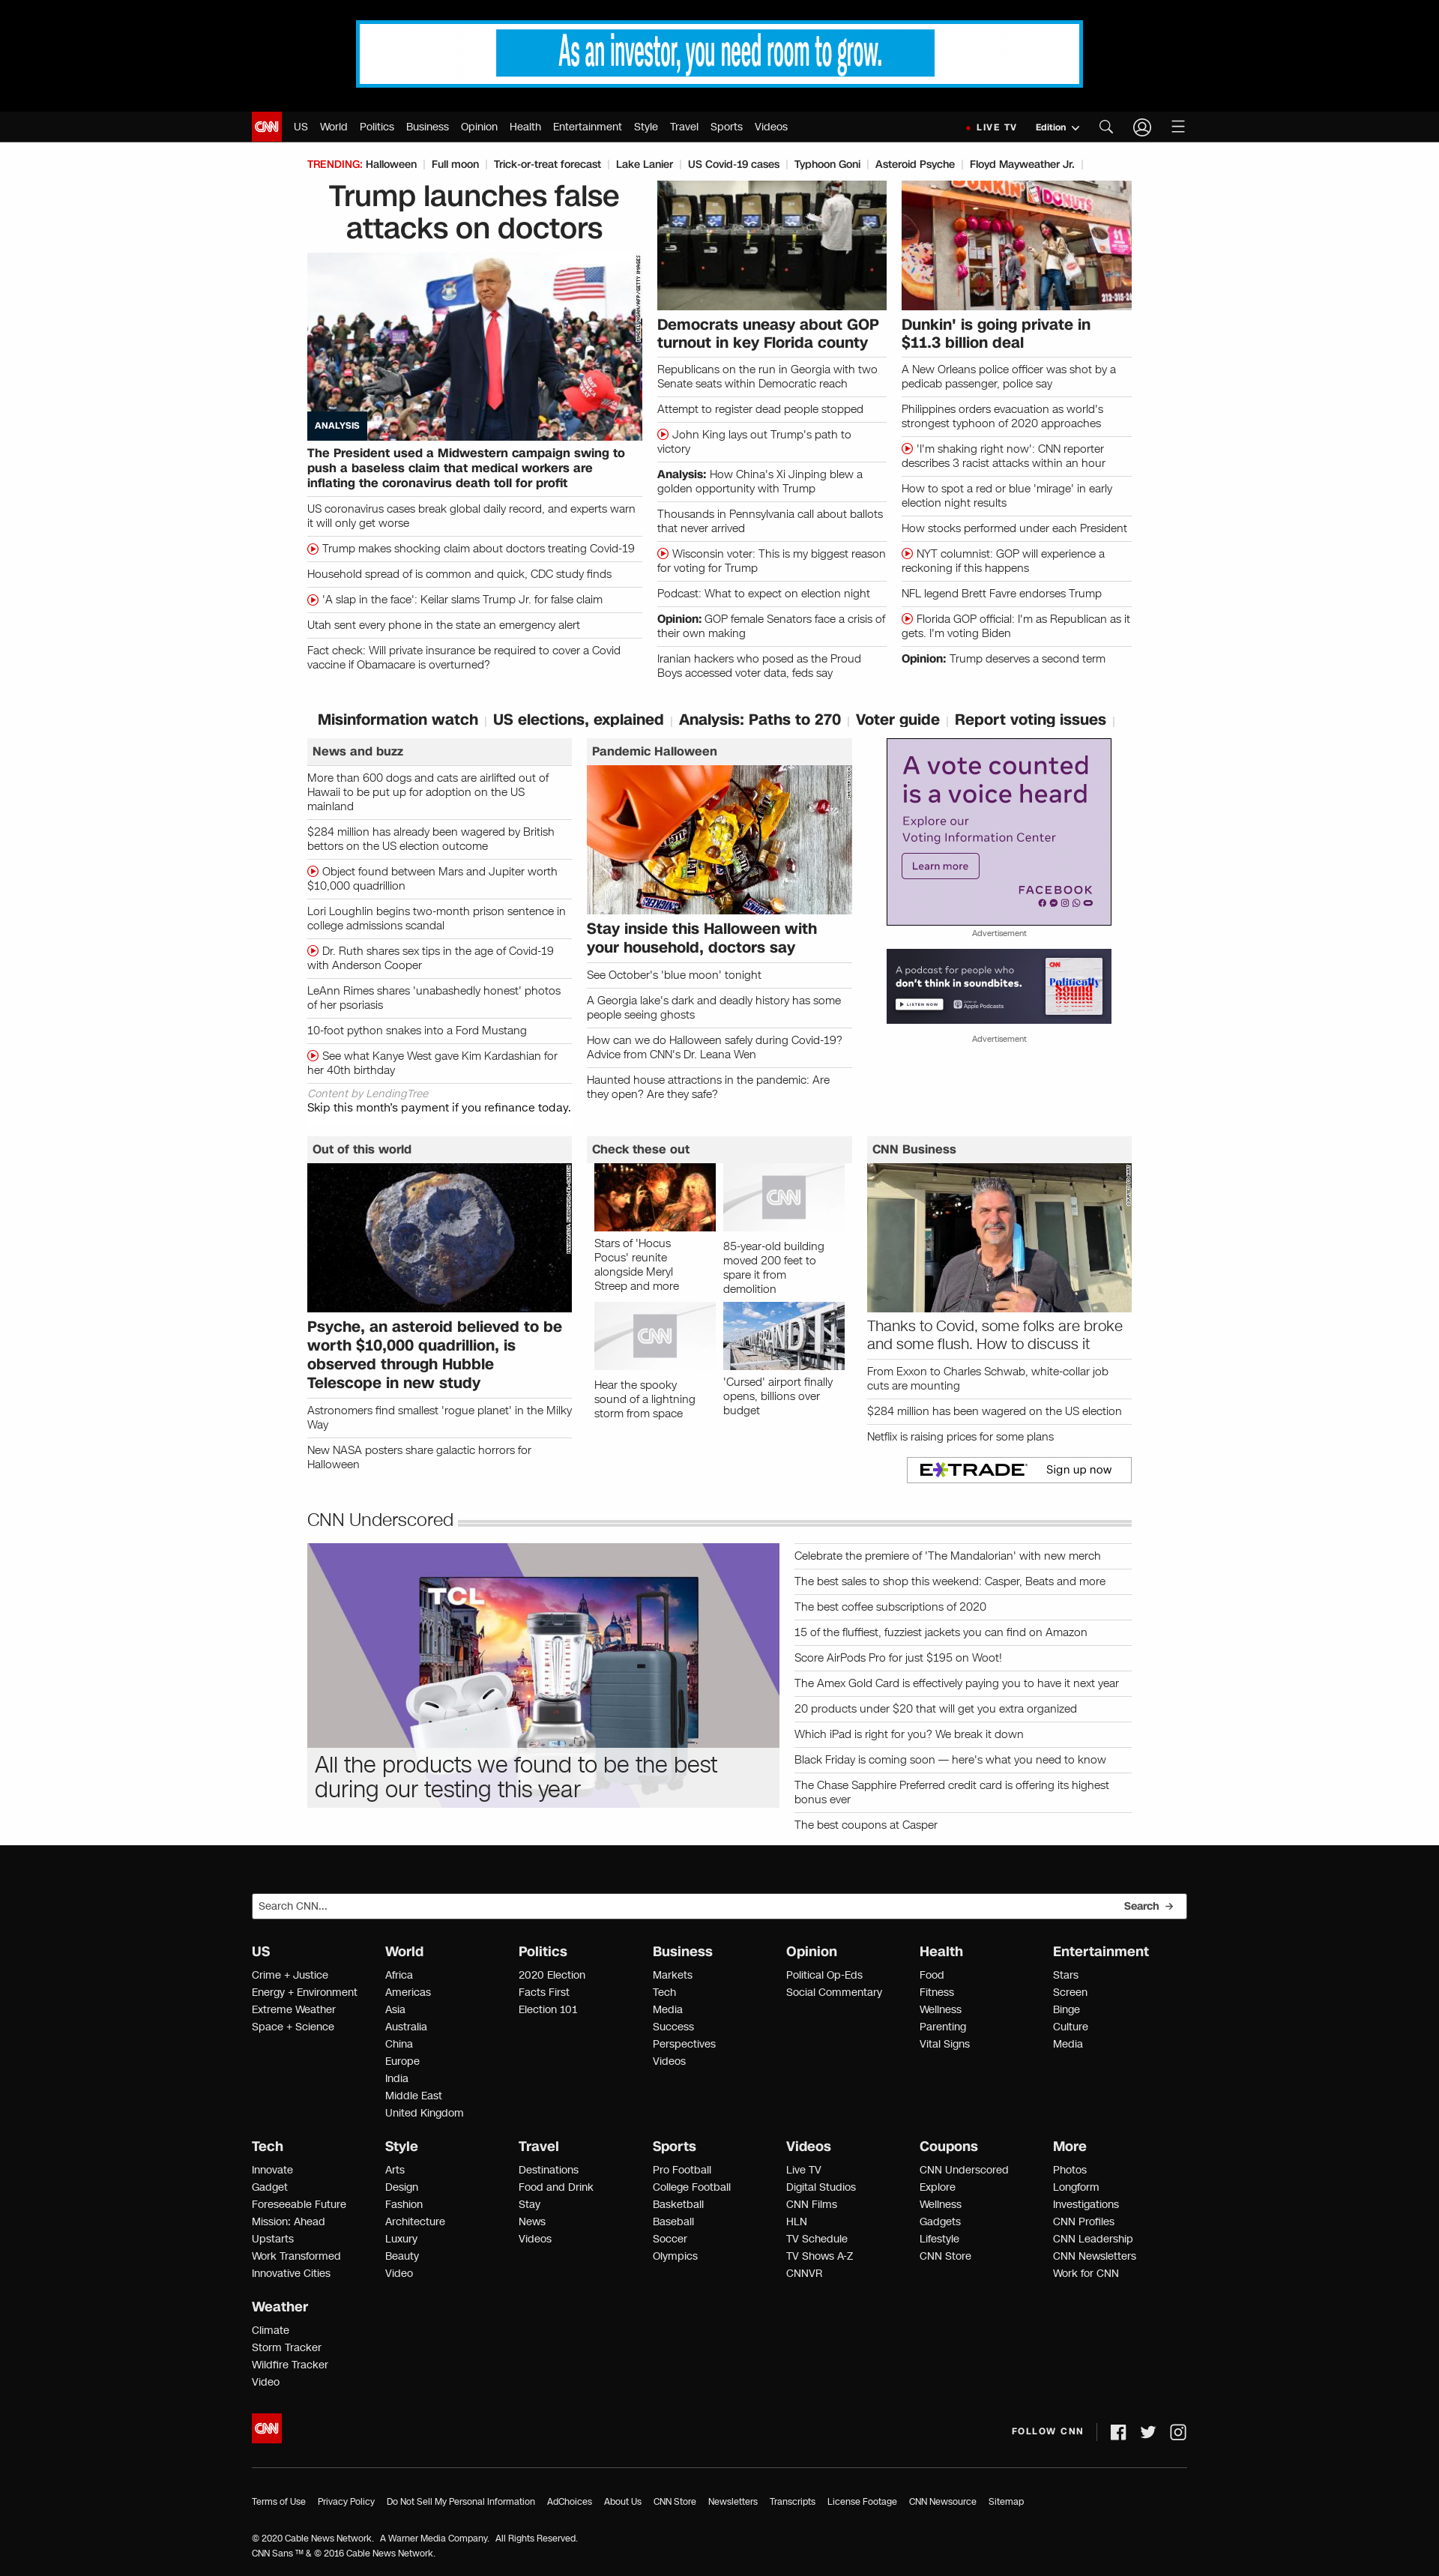 As an investor, you need room to grow.
CNN US World Politics Business Opinion Health Entertainment Style Travel Sports Videos LIVE TV Edition
TRENDING: Halloween | Full moon | Trick-or-treat forecast | Lake Lanier | US Covid-19 cases | Typhoon Goni | Asteroid Psyche | Floyd Mayweather Jr. |
Trump launches false
attacks on doctors
ANALYSIS
The President used a Midwestern campaign swing to
push a baseless claim that medical workers are
inflating the coronavirus death toll for profit
US coronavirus cases break global daily record, and experts warn
it will only get worse
Trump makes shocking claim about doctors treating Covid-19
Household spread of is common and quick, CDC study finds
'A slap in the face': Keilar slams Trump Jr. for false claim
Utah sent every phone in the state an emergency alert
Fact check: Will private insurance be required to cover a Covid
vaccine if Obamacare is overturned?
Democrats uneasy about GOP
turnout in key Florida county
Republicans on the run in Georgia with two
Senate seats within Democratic reach
Attempt to register dead people stopped
John King lays out Trump's path to
victory
Analysis: How China's Xi Jinping blew a
golden opportunity with Trump
Thousands in Pennsylvania call about ballots
that never arrived
Wisconsin voter: This is my biggest reason
for voting for Trump
Podcast: What to expect on election night
Opinion: GOP female Senators face a crisis of
their own making
Iranian hackers who posed as the Proud
Boys accessed voter data, feds say
DUNKIN' DONUTS
$1
212-315-2
Dunkin' is going private in
$11.3 billion deal
A New Orleans police officer was shot by a
pedicab passenger, police say
Philippines orders evacuation as world's
strongest typhoon of 2020 approaches
'I'm shaking right now': CNN reporter
describes 3 racist attacks within an hour
How to spot a red or blue 'mirage' in early
election night results
How stocks performed under each President
NYT columnist: GOP will experience a
reckoning if this happens
NFL legend Brett Favre endorses Trump
Florida GOP official: I'm as Republican as it
gets. I'm voting Biden
Opinion: Trump deserves a second term
Misinformation watch | US elections, explained | Analysis: Paths to 270 | Voter guide | Report voting issues |
News and buzz
More than 600 dogs and cats are airlifted out of
Hawaii to be put up for adoption on the US
mainland
$284 million has already been wagered by British
bettors on the US election outcome
Object found between Mars and Jupiter worth
$10,000 quadrillion
Lori Loughlin begins two-month prison sentence in
college admissions scandal
Dr. Ruth shares sex tips in the age of Covid-19
with Anderson Cooper
LeAnn Rimes shares 'unabashedly honest' photos
of her psoriasis
10-foot python snakes into a Ford Mustang
See what Kanye West gave Kim Kardashian for
her 40th birthday
Content by LendingTree
Skip this month's payment if you refinance today.
Pandemic Halloween
Stay inside this Halloween with
your household, doctors say
See October's 'blue moon' tonight
A Georgia lake's dark and deadly history has some
people seeing ghosts
How can we do Halloween safely during Covid-19?
Advice from CNN's Dr. Leana Wen
Haunted house attractions in the pandemic: Are
they open? Are they safe?
A vote counted
is a voice heard
Explore our
Voting Information Center
Learn more
FACEBOOK
Advertisement
A podcast for people who
don't think in soundbites.
LISTEN NOW
Apple Podcasts
CNN
Politically
Sound
Advertisement
Out of this world
Psyche, an asteroid believed to be
worth $10,000 quadrillion, is
observed through Hubble
Telescope in new study
Astronomers find smallest 'rogue planet' in the Milky
Way
New NASA posters share galactic horrors for
Halloween
Check these out
Stars of 'Hocus
Pocus' reunite
alongside Meryl
Streep and more
CNN
85-year-old building
moved 200 feet to
spare it from
demolition
CNN
Hear the spooky
sound of a lightning
storm from space
'Cursed' airport finally
opens, billions over
budget
CNN Business
Thanks to Covid, some folks are broke
and some flush. How to discuss it
From Exxon to Charles Schwab, white-collar job
cuts are mounting
$284 million has been wagered on the US election
Netflix is raising prices for some plans
E*TRADE Sign up now
CNN Underscored
TCL
All the products we found to be the best
during our testing this year
Celebrate the premiere of 'The Mandalorian' with new merch
The best sales to shop this weekend: Casper, Beats and more
The best coffee subscriptions of 2020
15 of the fluffiest, fuzziest jackets you can find on Amazon
Score AirPods Pro for just $195 on Woot!
The Amex Gold Card is effectively paying you to have it next year
20 products under $20 that will get you extra organized
Which iPad is right for you? We break it down
Black Friday is coming soon — here's what you need to know
The Chase Sapphire Preferred credit card is offering its highest
bonus ever
The best coupons at Casper
Search CNN... Search →
US
Crime + Justice
Energy + Environment
Extreme Weather
Space + Science
World
Africa
Americas
Asia
Australia
China
Europe
India
Middle East
United Kingdom
Politics
2020 Election
Facts First
Election 101
Business
Markets
Tech
Media
Success
Perspectives
Videos
Opinion
Political Op-Eds
Social Commentary
Health
Food
Fitness
Wellness
Parenting
Vital Signs
Entertainment
Stars
Screen
Binge
Culture
Media
Tech
Innovate
Gadget
Foreseeable Future
Mission: Ahead
Upstarts
Work Transformed
Innovative Cities
Style
Arts
Design
Fashion
Architecture
Luxury
Beauty
Video
Travel
Destinations
Food and Drink
Stay
News
Videos
Sports
Pro Football
College Football
Basketball
Baseball
Soccer
Olympics
Videos
Live TV
Digital Studios
CNN Films
HLN
TV Schedule
TV Shows A-Z
CNNVR
Coupons
CNN Underscored
Explore
Wellness
Gadgets
Lifestyle
CNN Store
More
Photos
Longform
Investigations
CNN Profiles
CNN Leadership
CNN Newsletters
Work for CNN
Weather
Climate
Storm Tracker
Wildfire Tracker
Video
CNN FOLLOW CNN
Terms of Use Privacy Policy Do Not Sell My Personal Information AdChoices About Us CNN Store Newsletters Transcripts License Footage CNN Newsource Sitemap
© 2020 Cable News Network. A Warner Media Company. All Rights Reserved.
CNN Sans ™ & © 2016 Cable News Network.